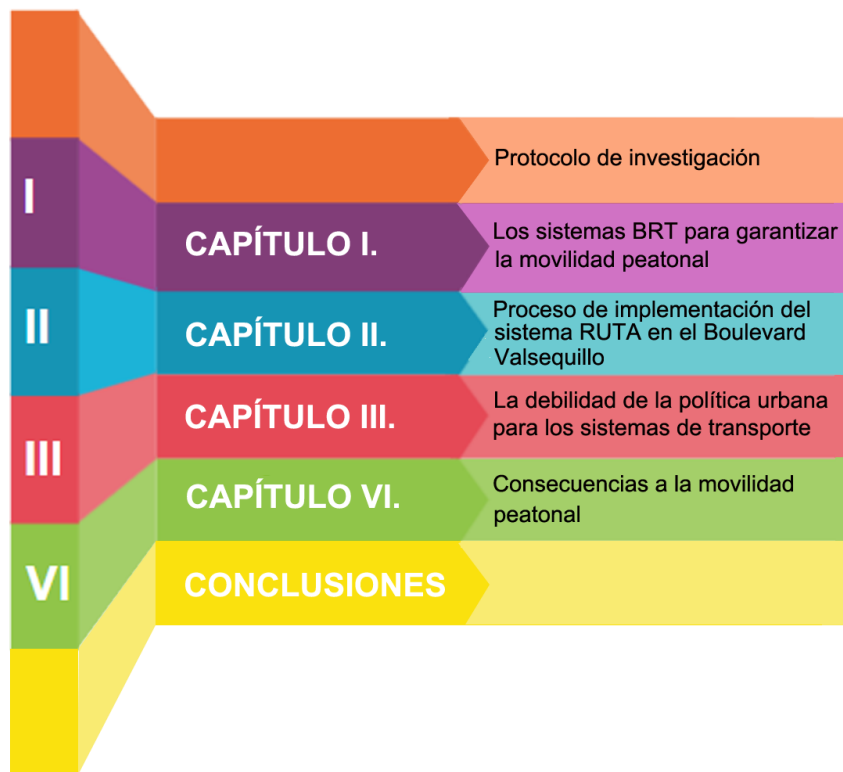 Protocolo de investigación
I
CAPÍTULO I.
Los sistemas BRT para garantizar
la movilidad peatonal
II
CAPÍTULO II.
Proceso de implementación del
sistema RUTA en el Boulevard
Valsequillo
III
CAPÍTULO III.
La debilidad de la política urbana
para los sistemas de transporte
VI
CAPÍTULO VI.
Consecuencias a la movilidad
peatonal
CONCLUSIONES